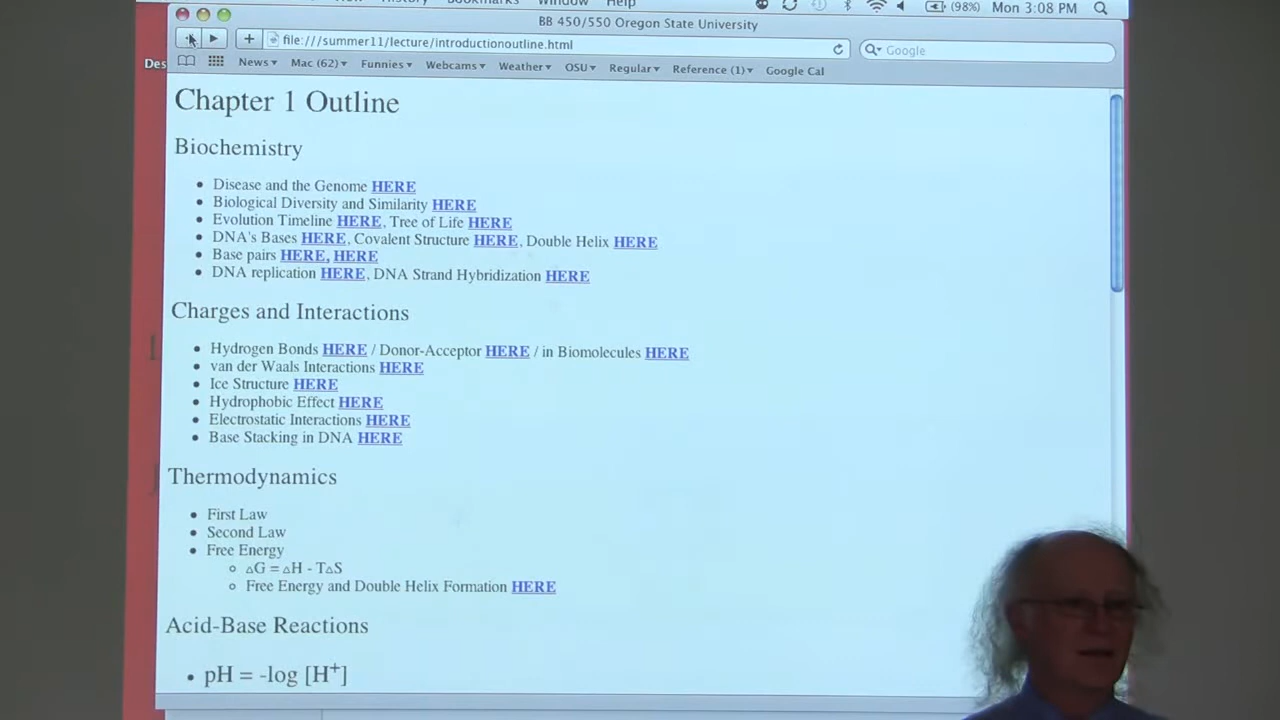 History Bookmarks Window Help (98%) Mon 3:08 PM
BB 450/550 Oregon State University
file:///summer11/lecture/introductionoutline.html Google
Des
News Mac (62) Funnies Webcams Weather OSU Regular Reference (1) Google Cal
Chapter 1 Outline
Biochemistry
• Disease and the Genome HERE
• Biological Diversity and Similarity HERE
• Evolution Timeline HERE, Tree of Life HERE
• DNA's Bases HERE, Covalent Structure HERE, Double Helix HERE
• Base pairs HERE, HERE
• DNA replication HERE, DNA Strand Hybridization HERE
Charges and Interactions
• Hydrogen Bonds HERE / Donor-Acceptor HERE / in Biomolecules HERE
• van der Waals Interactions HERE
• Ice Structure HERE
• Hydrophobic Effect HERE
• Electrostatic Interactions HERE
• Base Stacking in DNA HERE
Thermodynamics
• First Law
• Second Law
• Free Energy
◦ △G = △H - T△S
◦ Free Energy and Double Helix Formation HERE
Acid-Base Reactions
• pH = -log [H⁺]